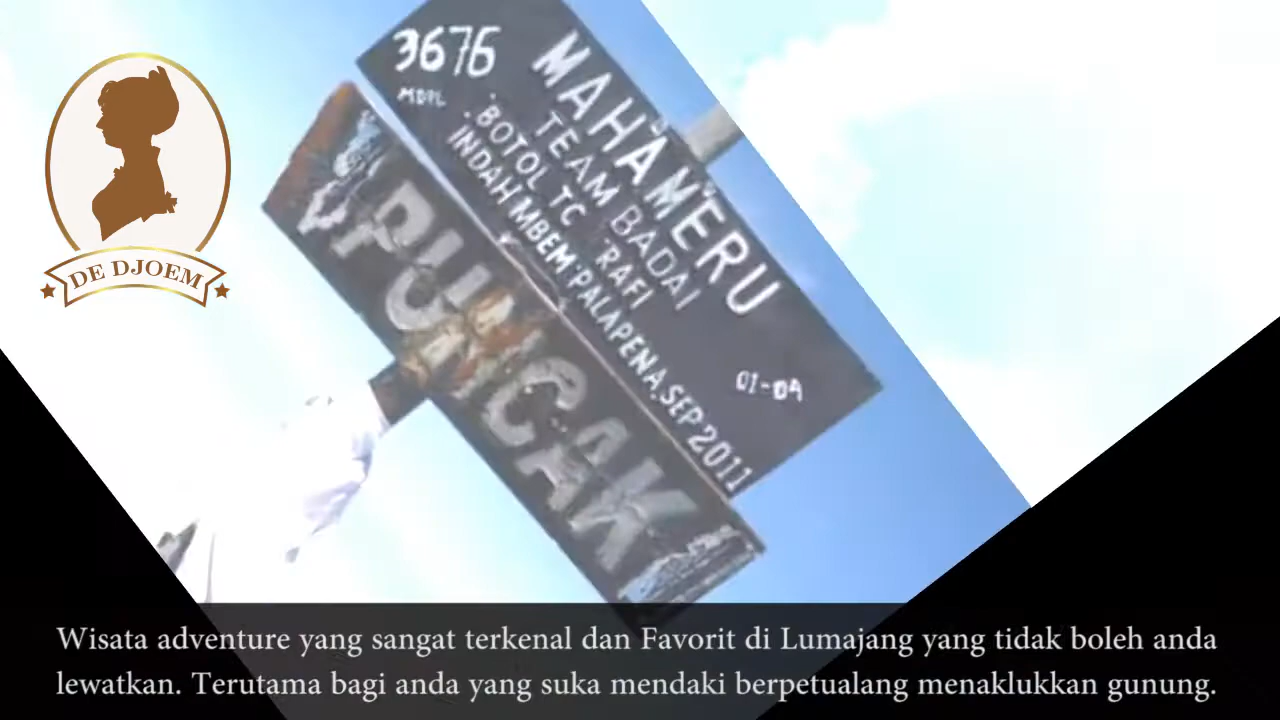 DE DJOEM
3676
MDPL
MAHAMERU
TEAM BADAI
. BOTOL TC RAFI
. INDAH MBEM PALAPENA, SEP 2011
01-04
PUNCAK
Wisata adventure yang sangat terkenal dan Favorit di Lumajang yang tidak boleh anda
lewatkan. Terutama bagi anda yang suka mendaki berpetualang menaklukkan gunung.